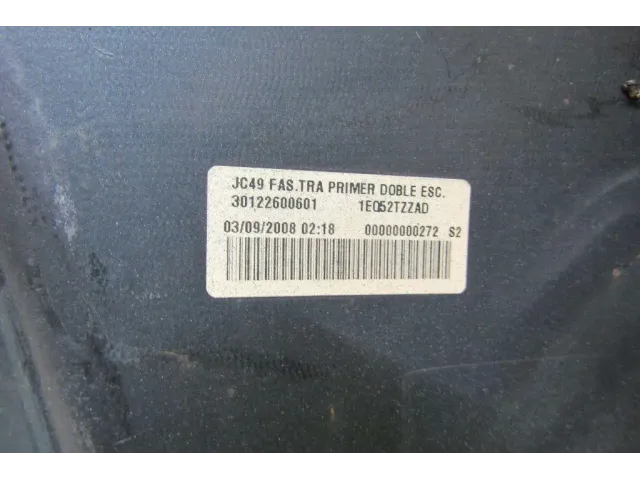 JC49 FAS.TRA PRIMER DOBLE ESC.
30122600601 1EQ52TZZAD
03/09/2008 02:18 00000000272 S2